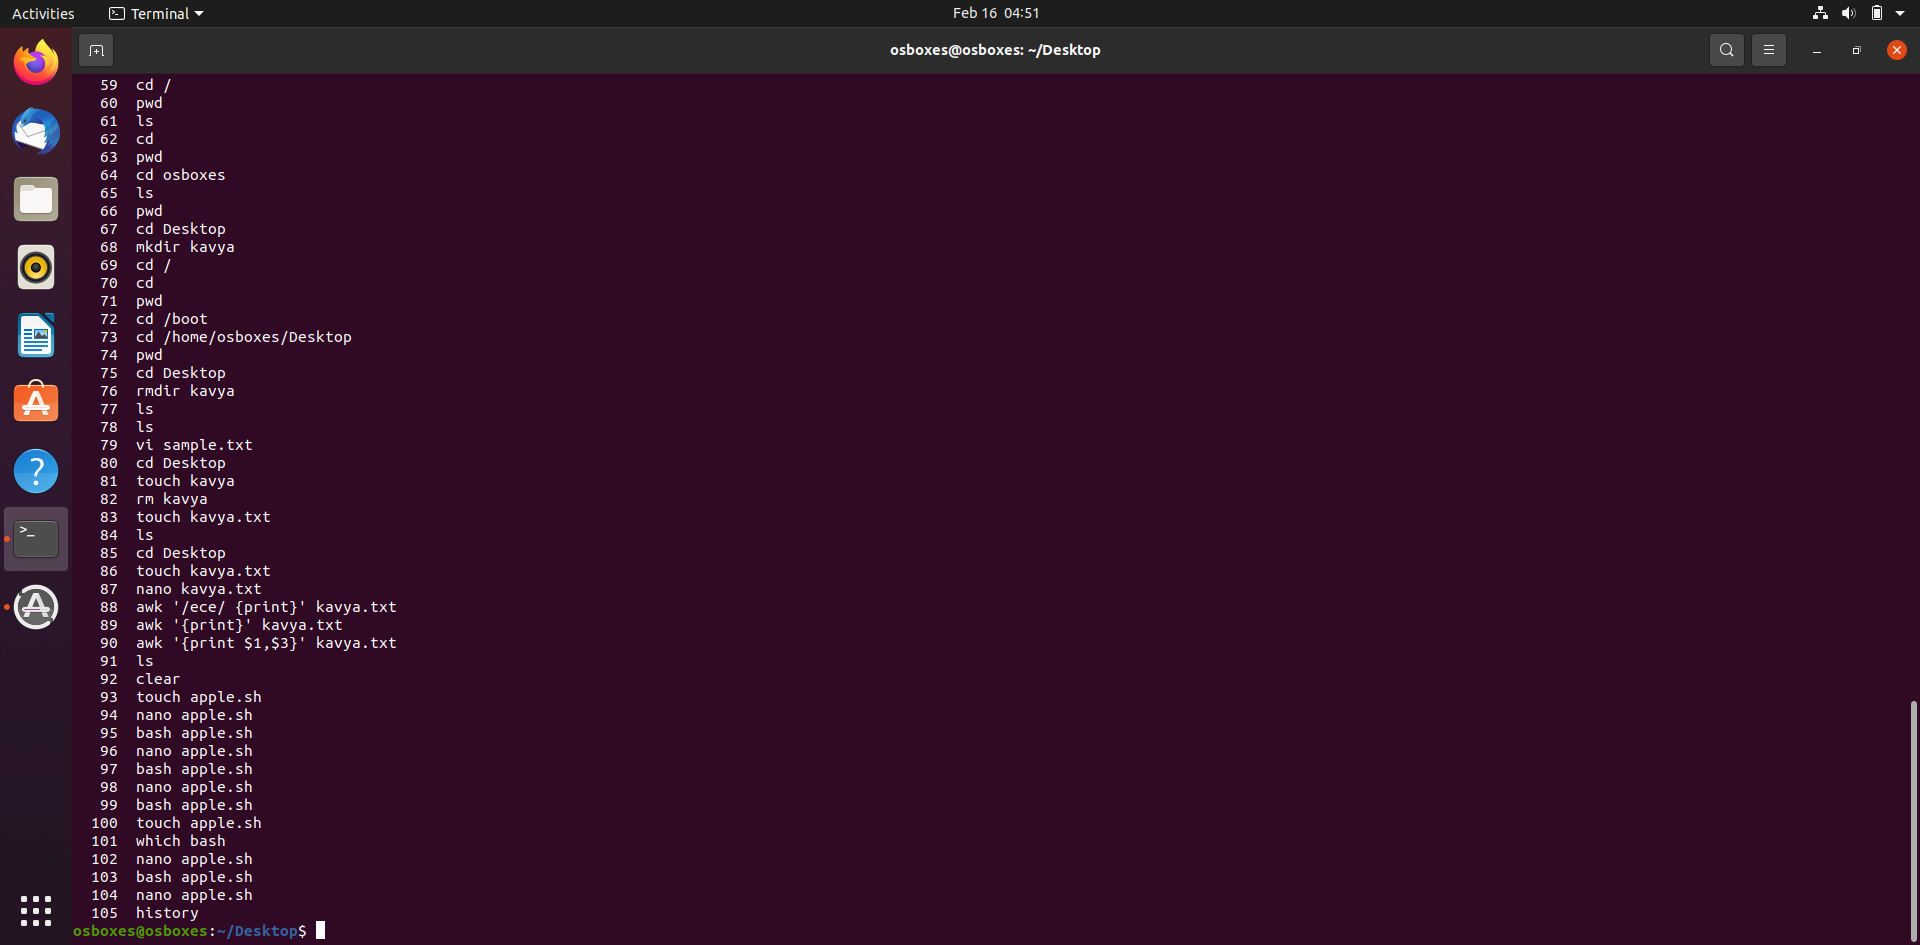 Activities
Terminal
Feb 16 04:51
osboxes@osboxes: ~/Desktop
59 cd /
60 pwd
61 ls
62 cd
63 pwd
64 cd osboxes
65 ls
66 pwd
67 cd Desktop
68 mkdir kavya
69 cd /
70 cd
71 pwd
72 cd /boot
73 cd /home/osboxes/Desktop
74 pwd
75 cd Desktop
76 rmdir kavya
77 ls
78 ls
79 vi sample.txt
80 cd Desktop
81 touch kavya
82 rm kavya
83 touch kavya.txt
84 ls
85 cd Desktop
86 touch kavya.txt
87 nano kavya.txt
88 awk '/ece/ {print}' kavya.txt
89 awk '{print}' kavya.txt
90 awk '{print $1,$3}' kavya.txt
91 ls
92 clear
93 touch apple.sh
94 nano apple.sh
95 bash apple.sh
96 nano apple.sh
97 bash apple.sh
98 nano apple.sh
99 bash apple.sh
100 touch apple.sh
101 which bash
102 nano apple.sh
103 bash apple.sh
104 nano apple.sh
105 history
osboxes@osboxes:~/Desktop$